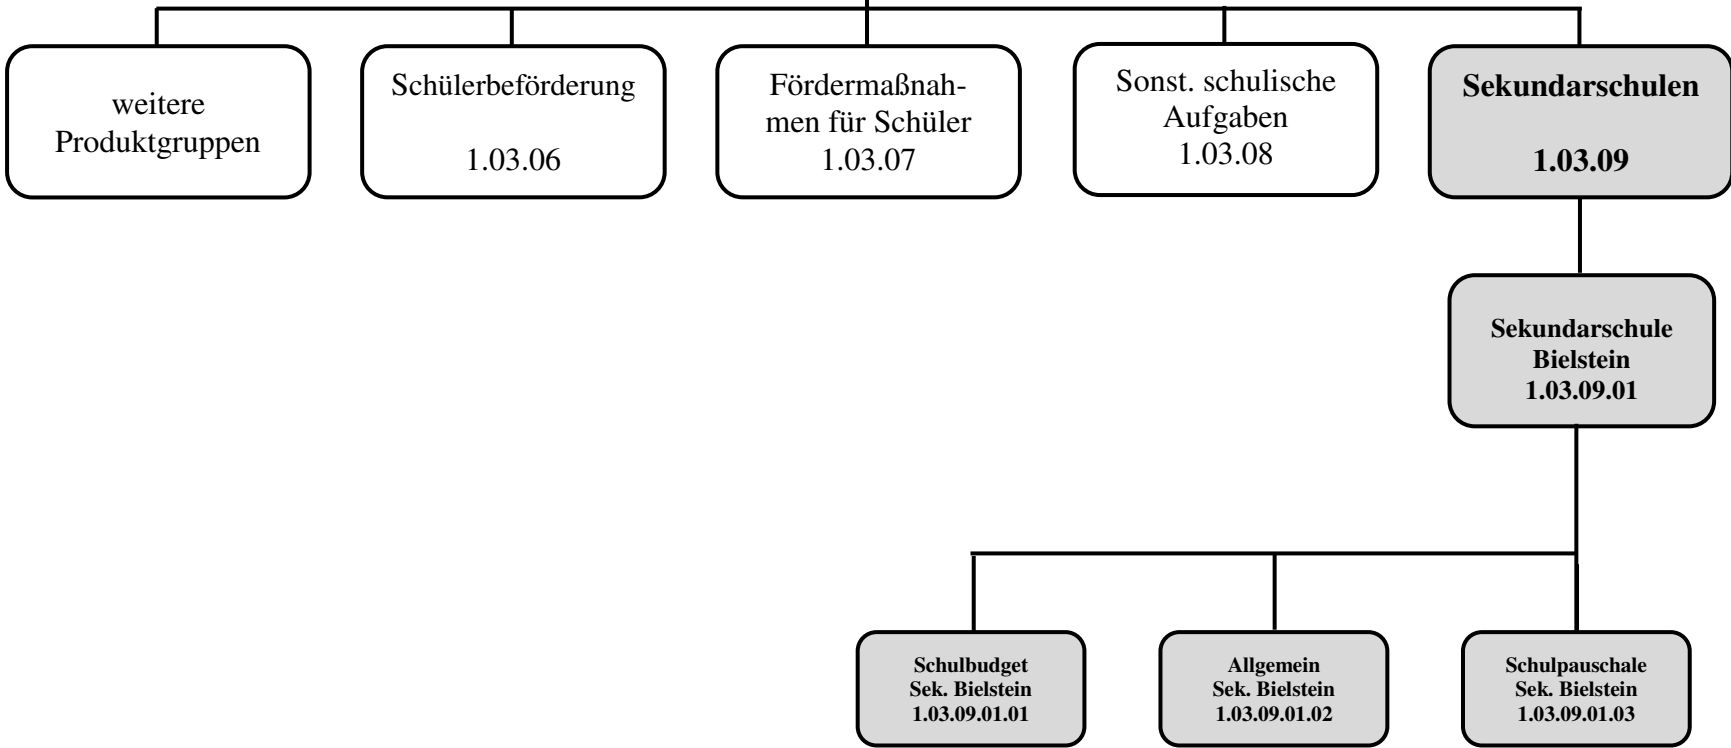 weitere
Produktgruppen
Schülerbeförderung
1.03.06
Fördermaßnah-
men für Schüler
1.03.07
Sonst. schulische
Aufgaben
1.03.08
Sekundarschulen
1.03.09
Sekundarschule
Bielstein
1.03.09.01
Schulbudget
Sek. Bielstein
1.03.09.01.01
Allgemein
Sek. Bielstein
1.03.09.01.02
Schulpauschale
Sek. Bielstein
1.03.09.01.03